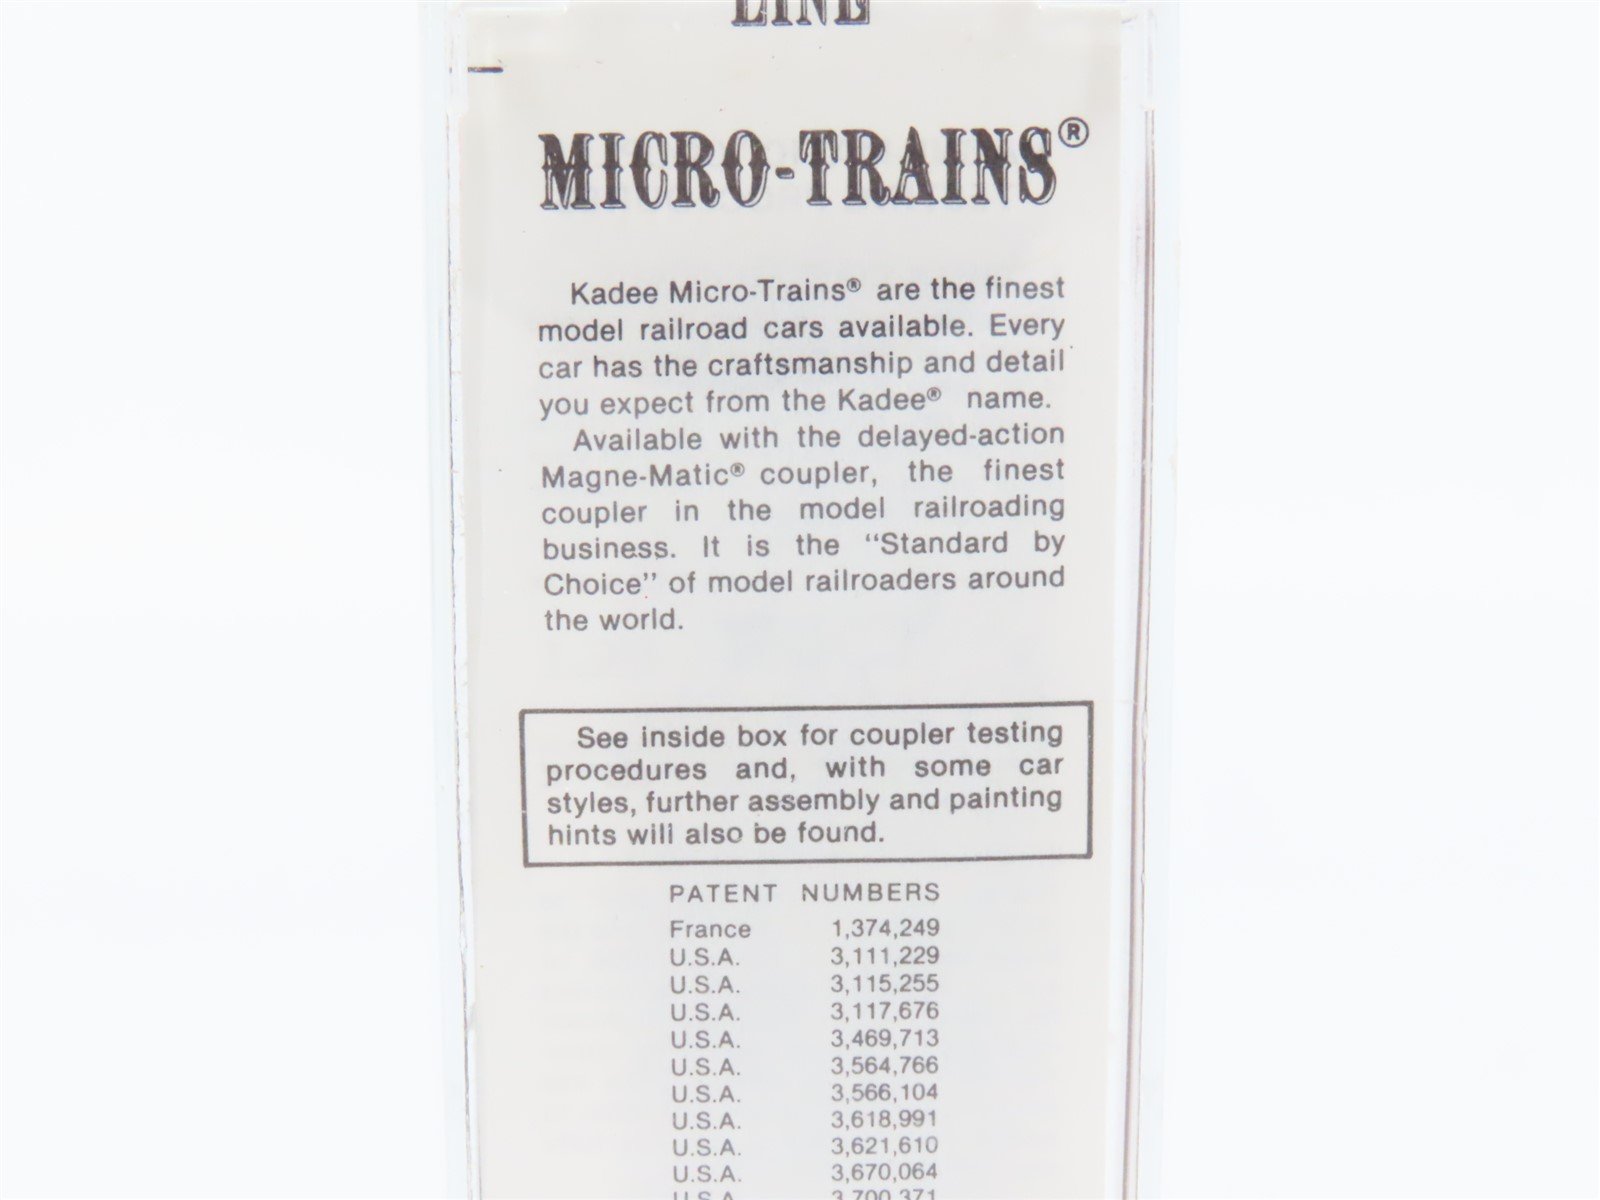 LINE
MICRO-TRAINS®
Kadee Micro-Trains® are the finest
model railroad cars available. Every
car has the craftsmanship and detail
you expect from the Kadee® name.
Available with the delayed-action
Magne-Matic® coupler, the finest
coupler in the model railroading
business. It is the “Standard by
Choice” of model railroaders around
the world.
See inside box for coupler testing
procedures and, with some car
styles, further assembly and painting
hints will also be found.
PATENT NUMBERS
France 1,374,249
U.S.A. 3,111,229
U.S.A. 3,115,255
U.S.A. 3,117,676
U.S.A. 3,469,713
U.S.A. 3,564,766
U.S.A. 3,566,104
U.S.A. 3,618,991
U.S.A. 3,621,610
U.S.A. 3,670,064
U.S.A. 3,700,371